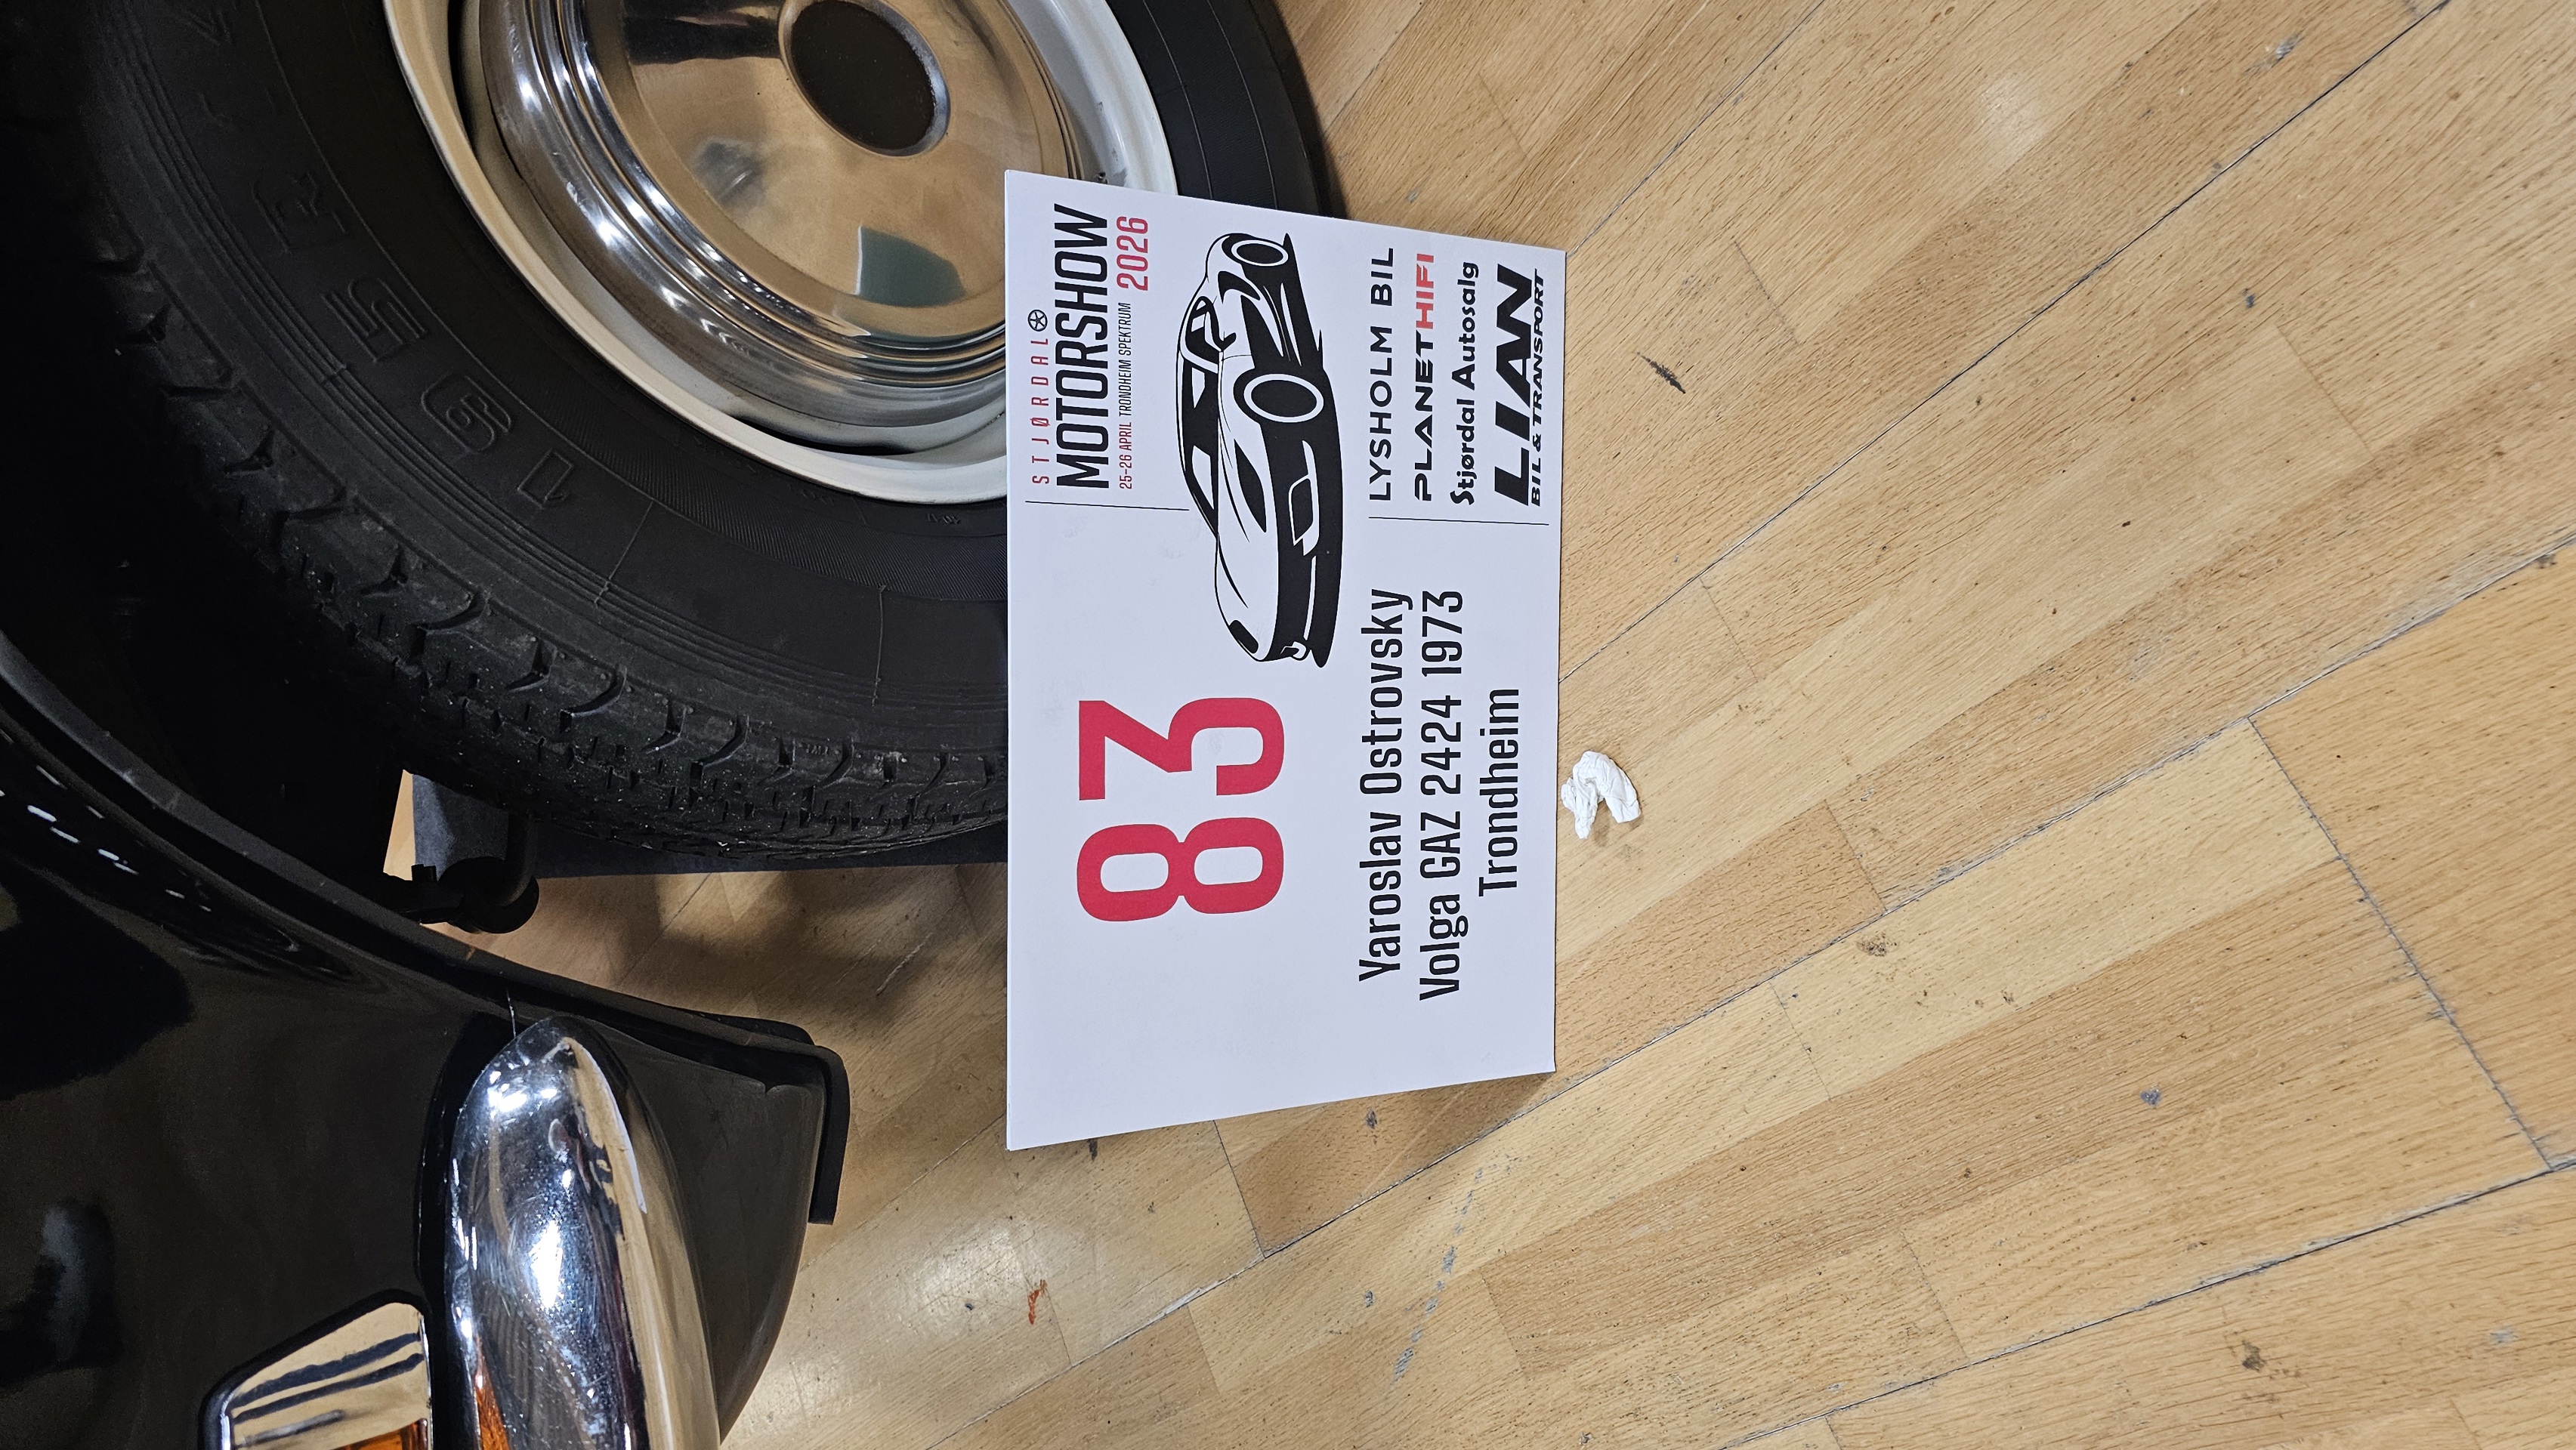 STJØRDAL
MOTORSHOW
25-26 APRIL TRONDHEIM SPEKTRUM 2026
83
Yaroslav Ostrovsky
Volga GAZ 2424 1973
Trondheim
LYSHOLM BIL
PLANETHIFI
Stjørdal Autosalg
LIAN
BIL & TRANSPORT
195R